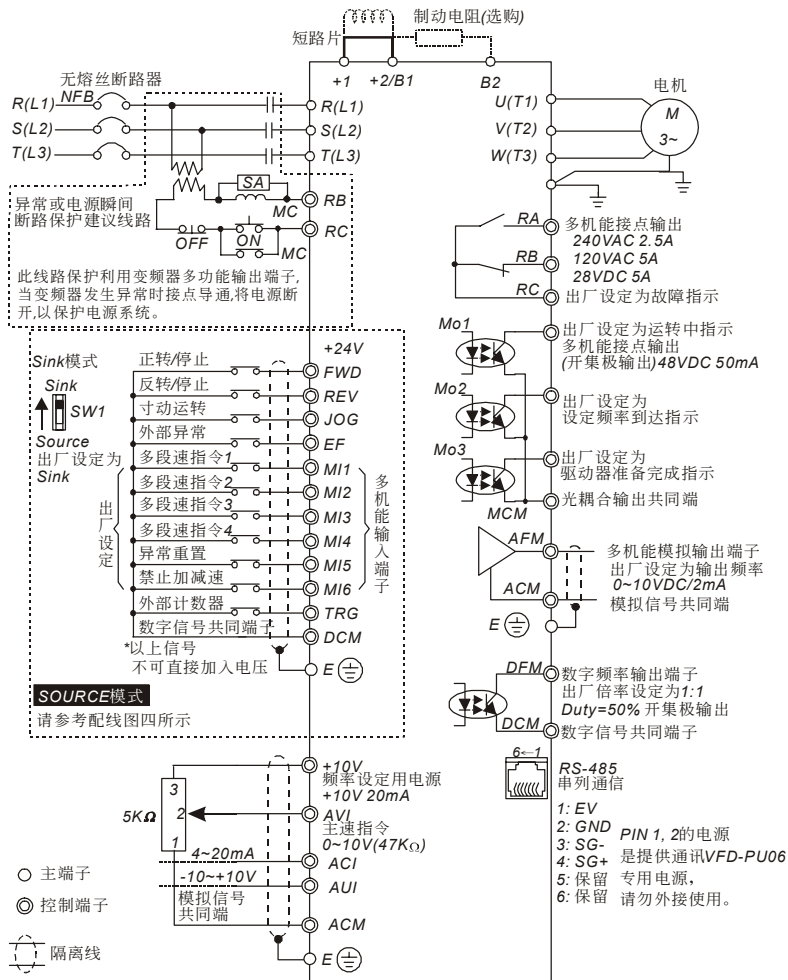 制动电阻(选购)
短路片
+1
+2/B1
B2
无熔丝断路器
NFB
R(L1)
S(L2)
T(L3)
R(L1)
S(L2)
T(L3)
U(T1)
V(T2)
W(T3)
电机
M
3~
异常或电源瞬间
断路保护建议线路
SA
MC
RB
OFF
ON
MC
RC
此线路保护利用变频器多功能输出端子,
当变频器发生异常时接点导通,将电源断
开,以保护电源系统。
RA
RB
RC
多机能接点输出
240VAC 2.5A
120VAC 5A
28VDC 5A
出厂设定为故障指示
Mo1
出厂设定为运转中指示
多机能接点输出
(开集极输出)48VDC 50mA
Mo2
出厂设定为
设定频率到达指示
Mo3
出厂设定为
驱动器准备完成指示
MCM
光耦合输出共同端
Sink模式
Sink
SW1
Source
出厂设定为
Sink
+24V
正转/停止
FWD
反转/停止
REV
寸动运转
JOG
外部异常
EF
多段速指令1
MI1
多段速指令2
MI2
多段速指令3
MI3
多段速指令4
MI4
异常重置
MI5
禁止加减速
MI6
外部计数器
TRG
数字信号共同端子
DCM
出厂设定
多机能输入端子
*以上信号
不可直接加入电压
E
SOURCE模式
请参考配线图四所示
AFM
ACM
多机能模拟输出端子
出厂设定为输出频率
0~10VDC/2mA
模拟信号共同端
E
DFM
数字频率输出端子
出厂倍率设定为1:1
Duty=50% 开集极输出
DCM
数字信号共同端子
6←1
RS-485
串列通信
1: EV
2: GND
3: SG-
4: SG+
5: 保留
6: 保留
PIN 1, 2的电源
是提供通讯VFD-PU06
专用电源,
请勿外接使用。
+10V
频率设定用电源
+10V 20mA
3
2
1
5KΩ
AVI
主速指令
0~10V(47KΩ)
4~20mA
ACI
-10~+10V
AUI
模拟信号
共同端
ACM
E
主端子
控制端子
隔离线